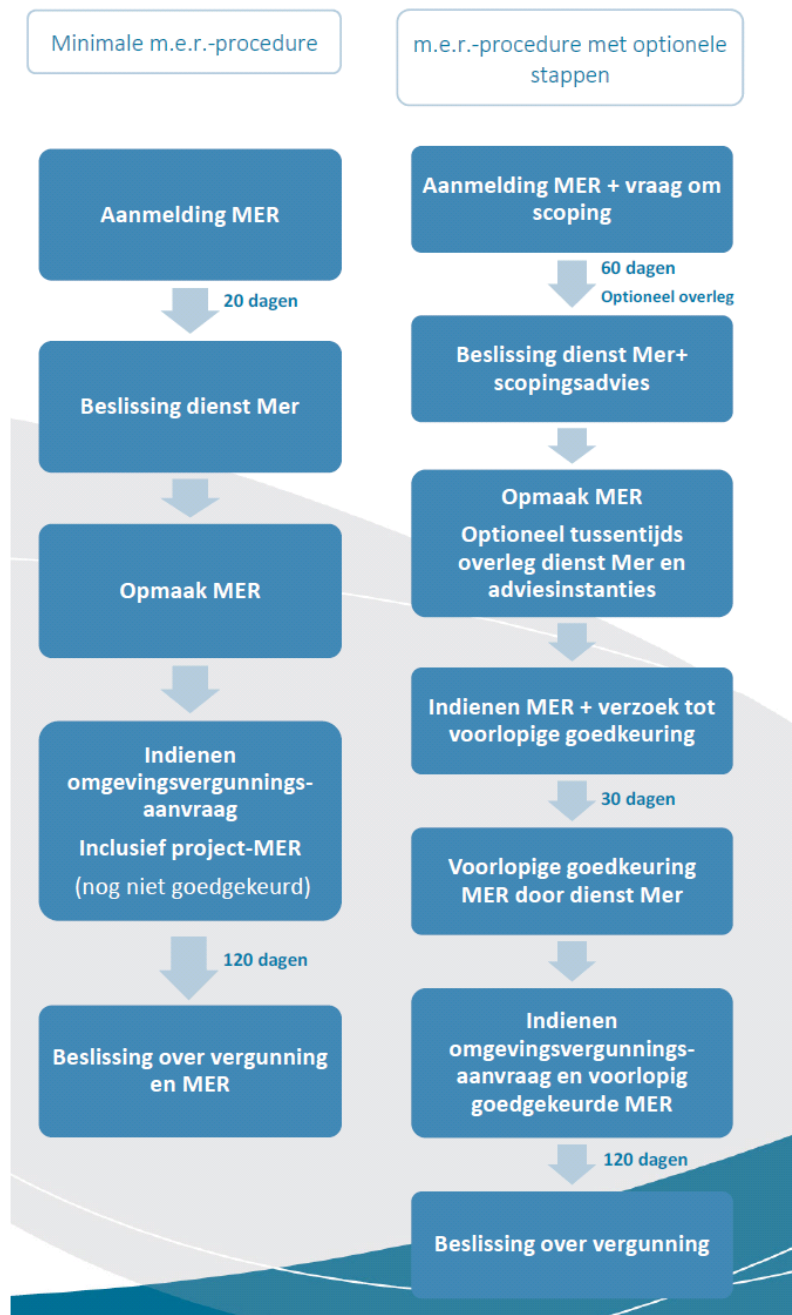 Minimale m.e.r.-procedure
Aanmelding MER
20 dagen
Beslissing dienst Mer
Opmaak MER
Indienen
omgevingsvergunnings-
aanvraag
Inclusief project-MER
(nog niet goedgekeurd)
120 dagen
Beslissing over vergunning
en MER
m.e.r.-procedure met optionele
stappen
Aanmelding MER + vraag om
scoping
60 dagen
Optioneel overleg
Beslissing dienst Mer+
scopingsadvies
Opmaak MER
Optioneel tussentijds
overleg dienst Mer en
adviesinstanties
Indienen MER + verzoek tot
voorlopige goedkeuring
30 dagen
Voorlopige goedkeuring
MER door dienst Mer
Indienen
omgevingsvergunnings-
aanvraag en voorlopig
goedgekeurde MER
120 dagen
Beslissing over vergunning